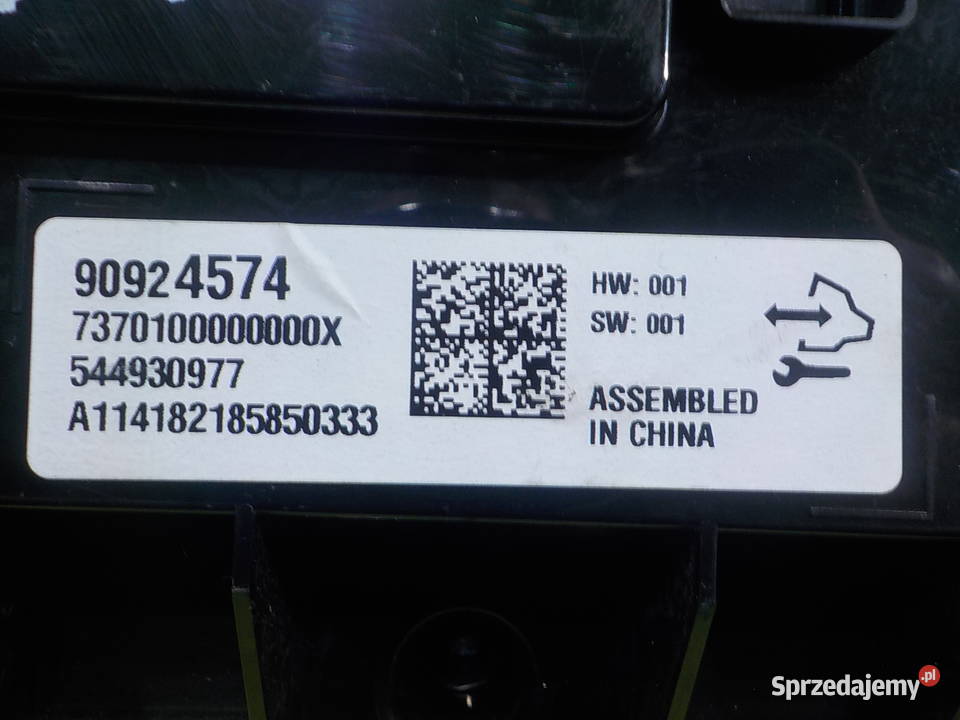 90924574
7370100000000X
544930977
A114182185850333
HW: 001
SW: 001
ASSEMBLED
IN CHINA
Sprzedajemy.pl